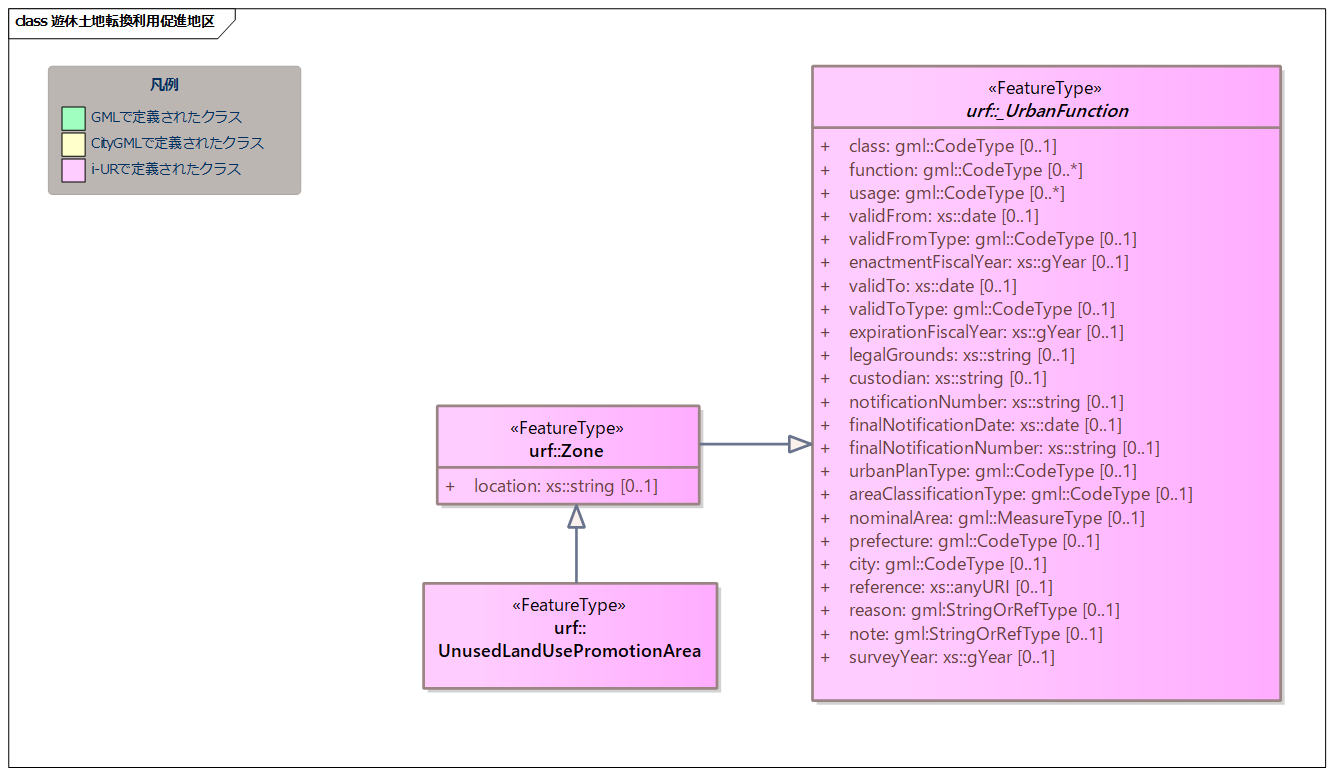 class 遊休土地転換利用促進地区
凡例
GMLで定義されたクラス
CityGMLで定義されたクラス
i-URで定義されたクラス
«FeatureType»
urf::_UrbanFunction
+ class: gml::CodeType [0..1]
+ function: gml::CodeType [0..*]
+ usage: gml::CodeType [0..*]
+ validFrom: xs::date [0..1]
+ validFromType: gml::CodeType [0..1]
+ enactmentFiscalYear: xs::gYear [0..1]
+ validTo: xs::date [0..1]
+ validToType: gml::CodeType [0..1]
+ expirationFiscalYear: xs::gYear [0..1]
+ legalGrounds: xs::string [0..1]
+ custodian: xs::string [0..1]
+ notificationNumber: xs::string [0..1]
+ finalNotificationDate: xs::date [0..1]
+ finalNotificationNumber: xs::string [0..1]
+ urbanPlanType: gml::CodeType [0..1]
+ areaClassificationType: gml::CodeType [0..1]
+ nominalArea: gml::MeasureType [0..1]
+ prefecture: gml::CodeType [0..1]
+ city: gml::CodeType [0..1]
+ reference: xs::anyURI [0..1]
+ reason: gml:StringOrRefType [0..1]
+ note: gml:StringOrRefType [0..1]
+ surveyYear: xs::gYear [0..1]
«FeatureType»
urf::Zone
+ location: xs::string [0..1]
«FeatureType»
urf::
UnusedLandUsePromotionArea